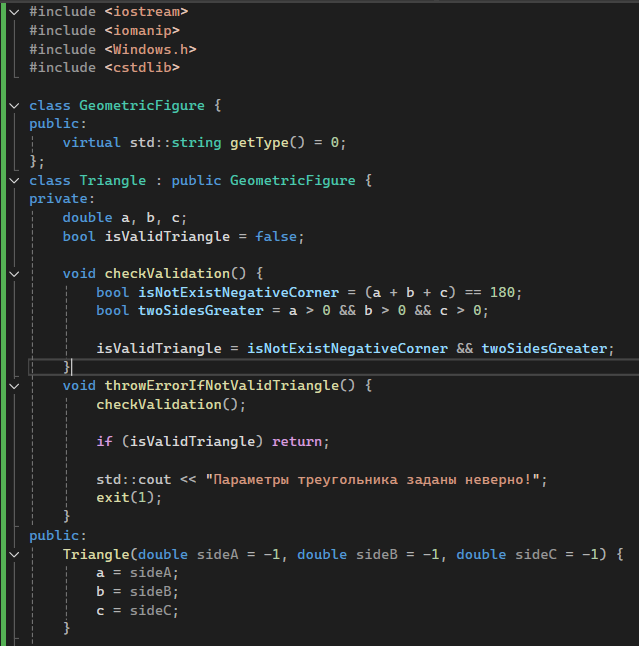 #include <iostream>
#include <iomanip>
#include <Windows.h>
#include <cstdlib>

class GeometricFigure {
public:
    virtual std::string getType() = 0;
};
class Triangle : public GeometricFigure {
private:
    double a, b, c;
    bool isValidTriangle = false;

    void checkValidation() {
        bool isNotExistNegativeCorner = (a + b + c) == 180;
        bool twoSidesGreater = a > 0 && b > 0 && c > 0;

        isValidTriangle = isNotExistNegativeCorner && twoSidesGreater;
    }
    void throwErrorIfNotValidTriangle() {
        checkValidation();

        if (isValidTriangle) return;

        std::cout << "Параметры треугольника заданы неверно!";
        exit(1);
    }
public:
    Triangle(double sideA = -1, double sideB = -1, double sideC = -1) {
        a = sideA;
        b = sideB;
        c = sideC;
    }